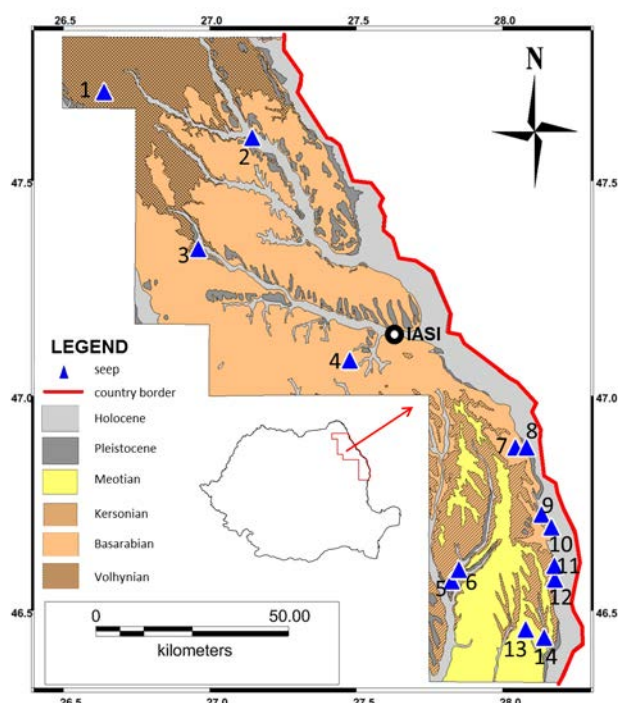 26.5 27.0 27.5 28.0
N
47.5
47.5
1
2
3
4
IASI
LEGEND
seep
country border
Holocene
Pleistocene
Meotian
Kersonian
Basarabian
Volhynian
47.0
47.0
7 8
9
10
11
12
5 6
13 14
46.5
46.5
0 50.00
kilometers
26.5 27.0 27.5 28.0